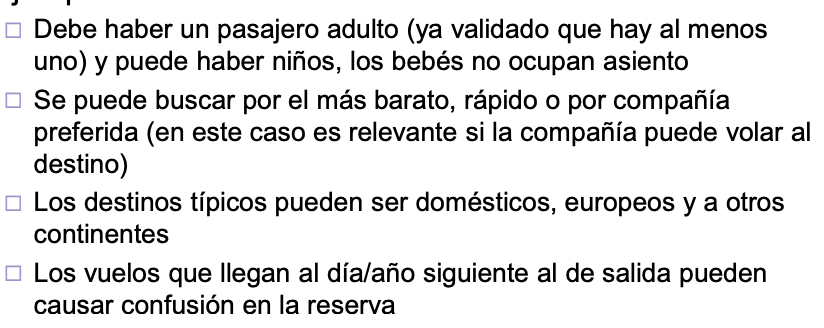 Debe haber un pasajero adulto (ya validado que hay al menos
uno) y puede haber niños, los bebés no ocupan asiento
Se puede buscar por el más barato, rápido o por compañía
preferida (en este caso es relevante si la compañía puede volar al
destino)
Los destinos típicos pueden ser domésticos, europeos y a otros
continentes
Los vuelos que llegan al día/año siguiente al de salida pueden
causar confusión en la reserva